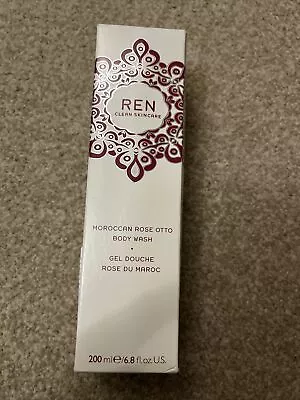 REN
CLEAN SKINCARE
MOROCCAN ROSE OTTO
BODY WASH
GEL DOUCHE
ROSE DU MAROC
200 ml ℮/6.8 fl.oz.U.S.